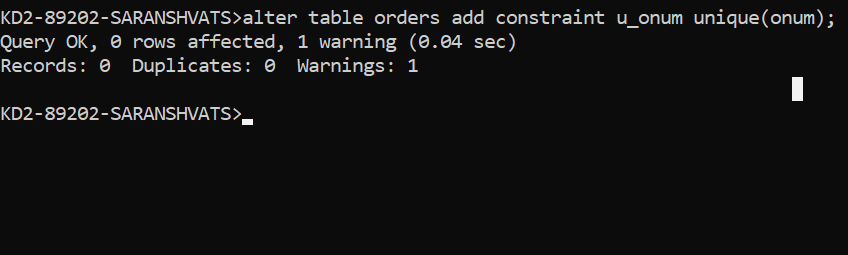 KD2-89202-SARANSHVATS>alter table orders add constraint u_onum unique(onum);
Query OK, 0 rows affected, 1 warning (0.04 sec)
Records: 0  Duplicates: 0  Warnings: 1
KD2-89202-SARANSHVATS>